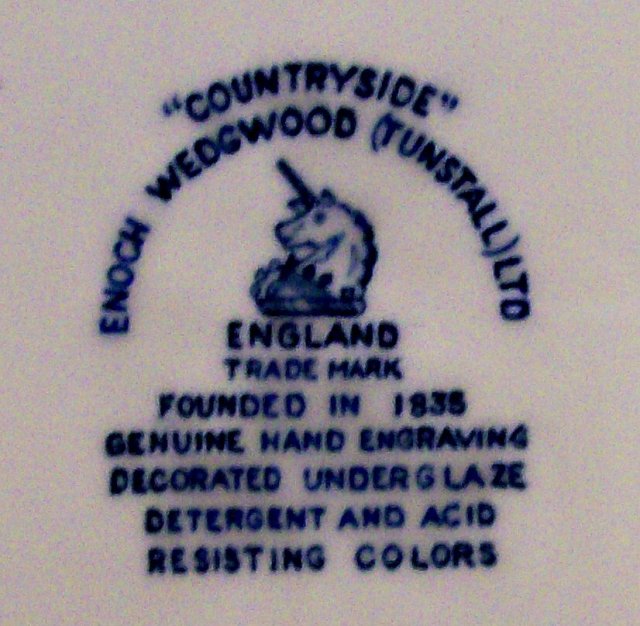 "COUNTRYSIDE"
ENOCH WEDGWOOD (TUNSTALL) LTD
ENGLAND
TRADE MARK
FOUNDED IN 1835
GENUINE HAND ENGRAVING
DECORATED UNDERGLAZE
DETERGENT AND ACID
RESISTING COLORS